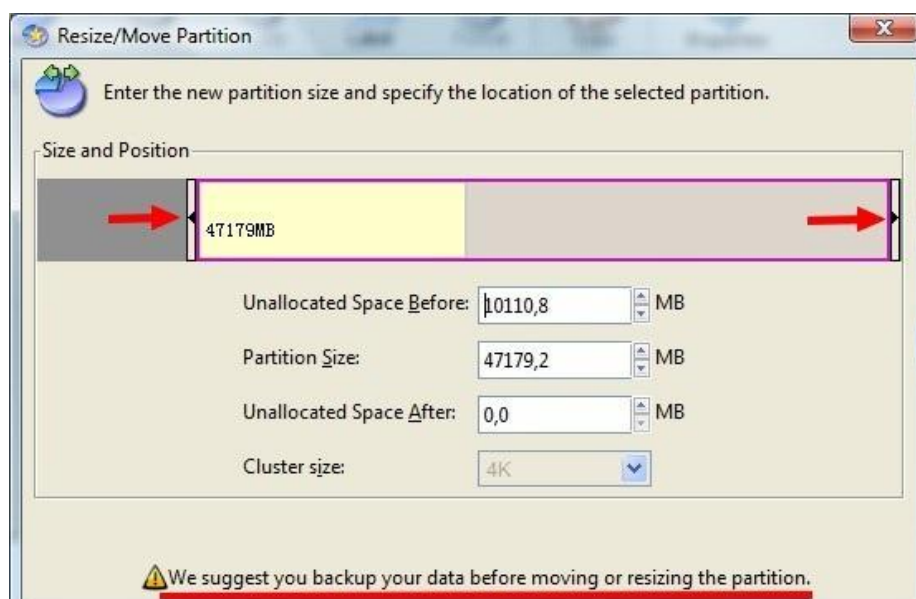 Resize/Move Partition
Enter the new partition size and specify the location of the selected partition.
Size and Position
47179MB
Unallocated Space Before: 10110,8 MB
Partition Size: 47179,2 MB
Unallocated Space After: 0,0 MB
Cluster size: 4K
We suggest you backup your data before moving or resizing the partition.